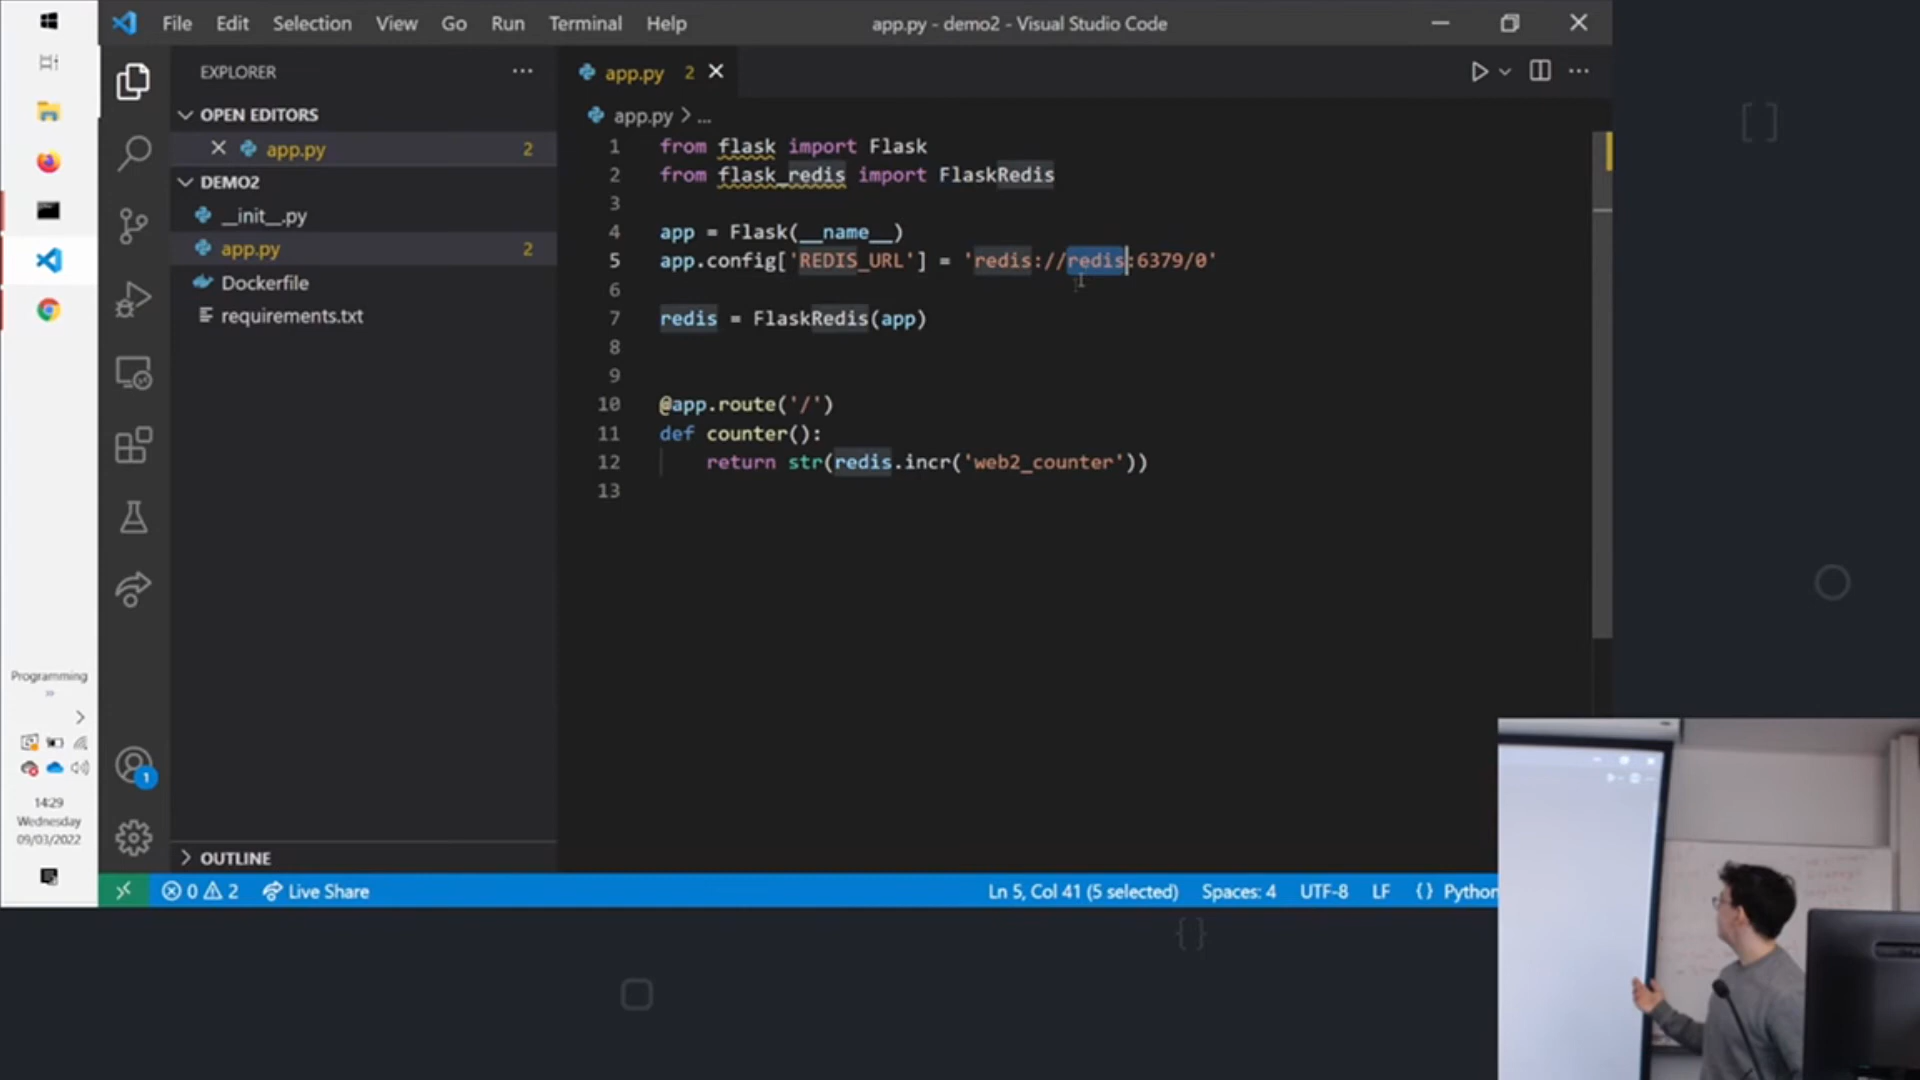 File Edit Selection View Go Run Terminal Help
app.py - demo2 - Visual Studio Code
EXPLORER
app.py 2
OPEN EDITORS
app.py 2
DEMO2
__init__.py
app.py 2
Dockerfile
requirements.txt
OUTLINE
app.py > ...
1 from flask import Flask
2 from flask_redis import FlaskRedis
3
4 app = Flask(__name__)
5 app.config['REDIS_URL'] = 'redis://redis:6379/0'
6
7 redis = FlaskRedis(app)
8
9
10 @app.route('/')
11 def counter():
12 return str(redis.incr('web2_counter'))
13
Programming
14:29
Wednesday
09/03/2022
1
0 2 Live Share
Ln 5, Col 41 (5 selected) Spaces: 4 UTF-8 LF {} Python